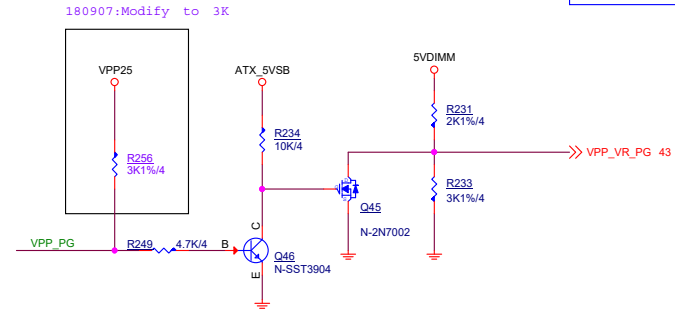 180907:Modify to 3K
VPP25
ATX_5VSB
5VDIMM
R256
3K1%/4
R234
10K/4
R231
2K1%/4
VPP_VR_PG 43
R233
3K1%/4
Q45
N-2N7002
VPP_PG
R249
4.7K/4
B
C
E
Q46
N-SST3904